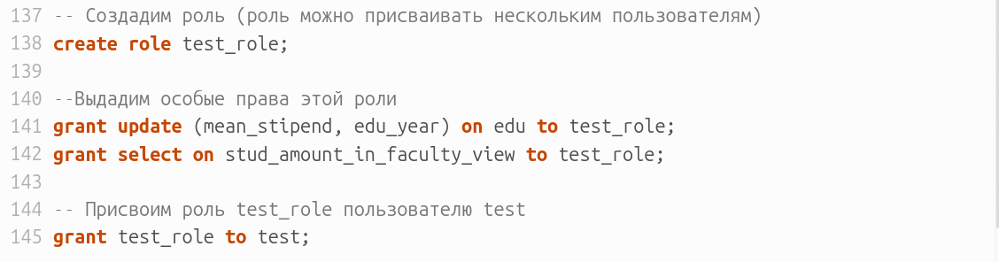 137 -- Создадим роль (роль можно присваивать нескольким пользователям)
138 create role test_role;
139
140 --Выдадим особые права этой роли
141 grant update (mean_stipend, edu_year) on edu to test_role;
142 grant select on stud_amount_in_faculty_view to test_role;
143
144 -- Присвоим роль test_role пользователю test
145 grant test_role to test;